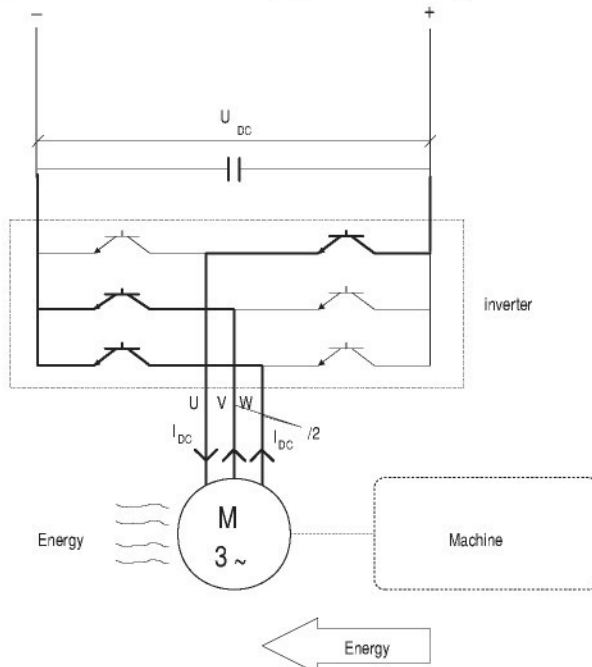 − +
U DC
inverter
U V W
I DC I DC /2
M
3 ~
Energy Machine
Energy